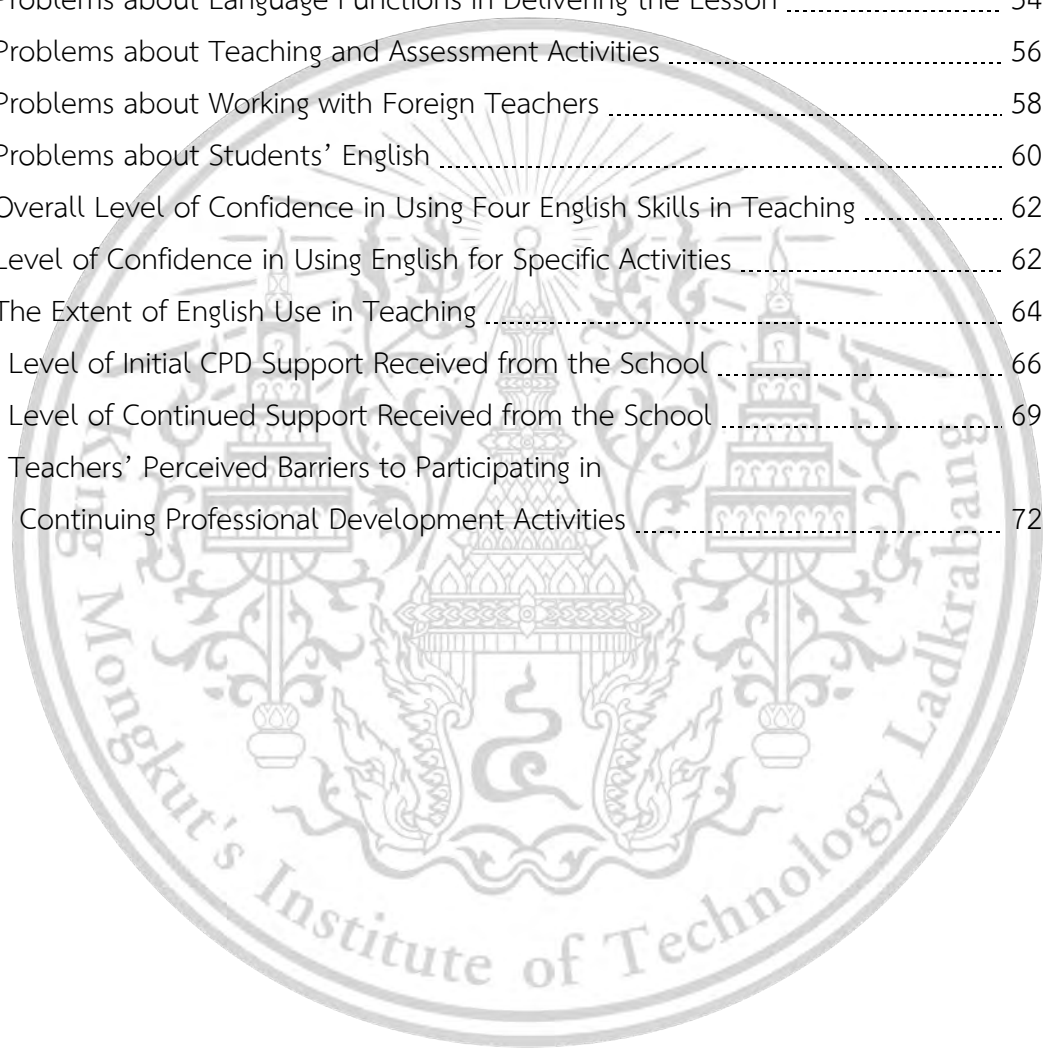 Problems about Language Functions in Delivering the Lesson 54
Problems about Teaching and Assessment Activities 56
Problems about Working with Foreign Teachers 58
Problems about Students’ English 60
Overall Level of Confidence in Using Four English Skills in Teaching 62
Level of Confidence in Using English for Specific Activities 62
The Extent of English Use in Teaching 64
Level of Initial CPD Support Received from the School 66
Level of Continued Support Received from the School 69
Teachers’ Perceived Barriers to Participating in
Continuing Professional Development Activities 72
King Mongkut's Institute of Technology Ladkrabang